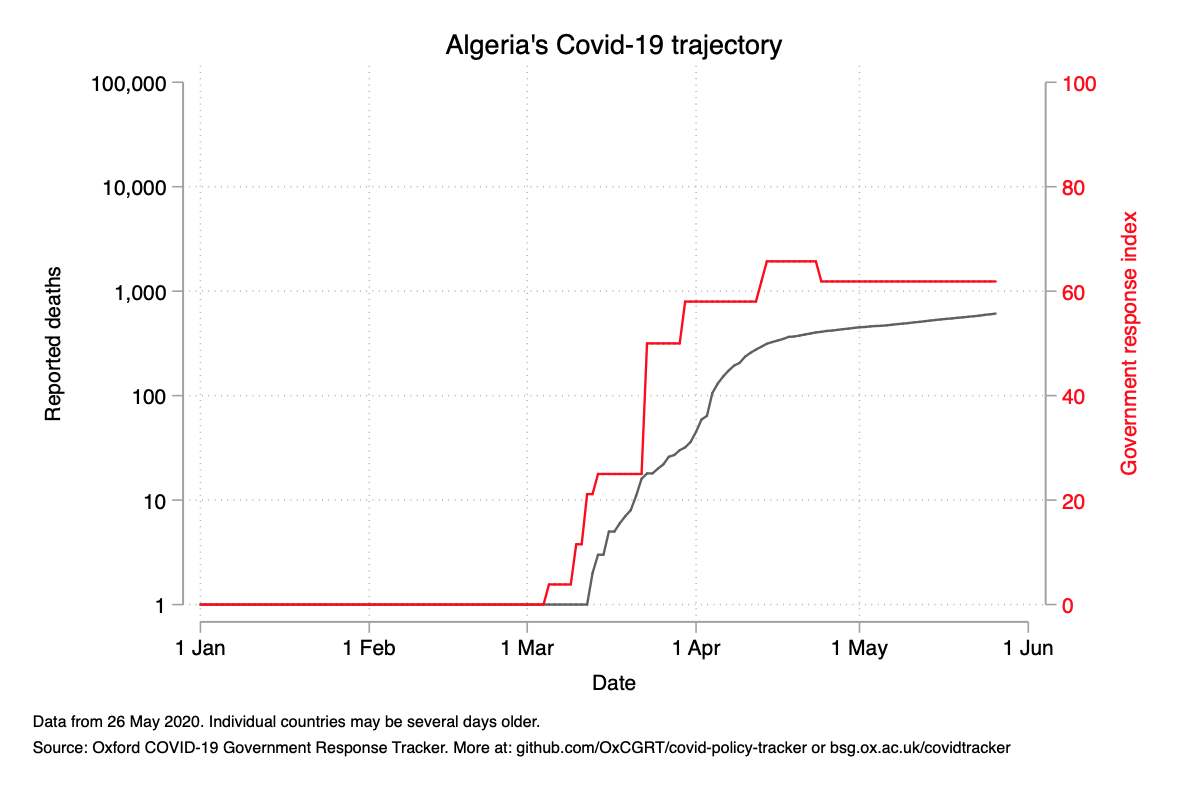 Algeria's Covid-19 trajectory
100,000
10,000
1,000
100
10
1
Reported deaths
100
80
60
40
20
0
Government response index
1 Jan
1 Feb
1 Mar
1 Apr
1 May
1 Jun
Date
Data from 26 May 2020. Individual countries may be several days older.
Source: Oxford COVID-19 Government Response Tracker. More at: github.com/OxCGRT/covid-policy-tracker or bsg.ox.ac.uk/covidtracker